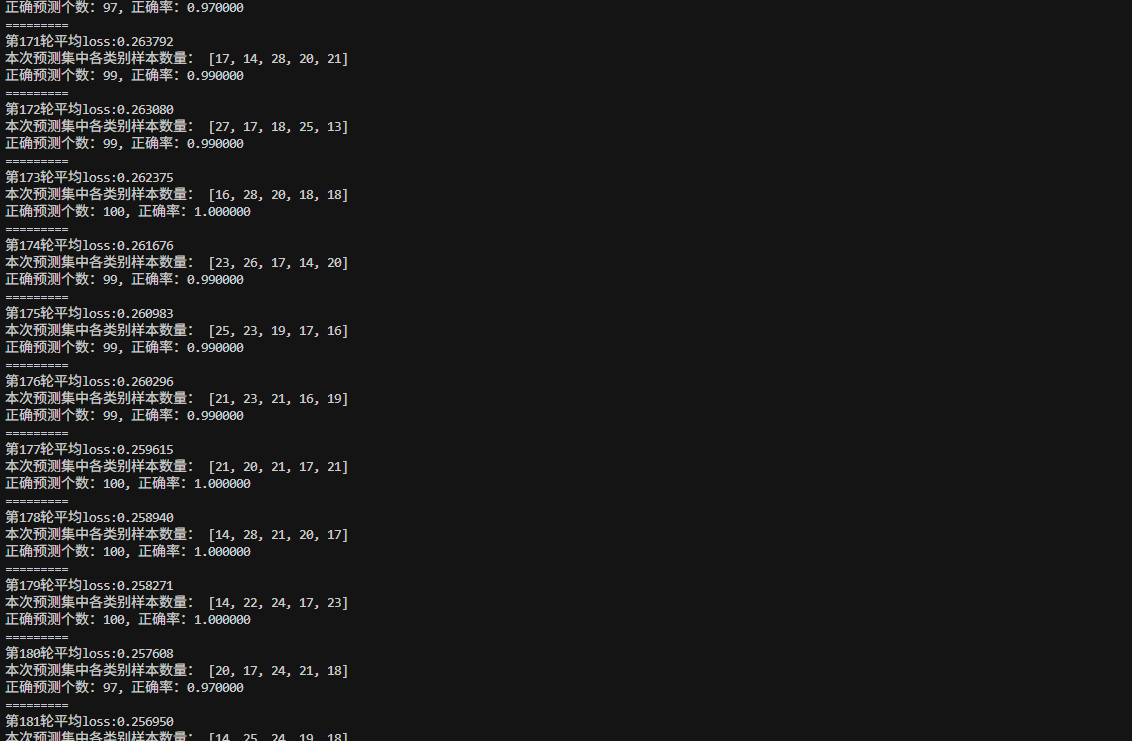 正确预测个数：97, 正确率：0.970000
=========
第171轮平均loss:0.263792
本次预测集中各类别样本数量： [17, 14, 28, 20, 21]
正确预测个数：99, 正确率：0.990000
=========
第172轮平均loss:0.263080
本次预测集中各类别样本数量： [27, 17, 18, 25, 13]
正确预测个数：99, 正确率：0.990000
=========
第173轮平均loss:0.262375
本次预测集中各类别样本数量： [16, 28, 20, 18, 18]
正确预测个数：100, 正确率：1.000000
=========
第174轮平均loss:0.261676
本次预测集中各类别样本数量： [23, 26, 17, 14, 20]
正确预测个数：99, 正确率：0.990000
=========
第175轮平均loss:0.260983
本次预测集中各类别样本数量： [25, 23, 19, 17, 16]
正确预测个数：99, 正确率：0.990000
=========
第176轮平均loss:0.260296
本次预测集中各类别样本数量： [21, 23, 21, 16, 19]
正确预测个数：99, 正确率：0.990000
=========
第177轮平均loss:0.259615
本次预测集中各类别样本数量： [21, 20, 21, 17, 21]
正确预测个数：100, 正确率：1.000000
=========
第178轮平均loss:0.258940
本次预测集中各类别样本数量： [14, 28, 21, 20, 17]
正确预测个数：100, 正确率：1.000000
=========
第179轮平均loss:0.258271
本次预测集中各类别样本数量： [14, 22, 24, 17, 23]
正确预测个数：100, 正确率：1.000000
=========
第180轮平均loss:0.257608
本次预测集中各类别样本数量： [20, 17, 24, 21, 18]
正确预测个数：97, 正确率：0.970000
=========
第181轮平均loss:0.256950
本次预测集中各类别样本数量： [14, 25, 24, 19, 18]